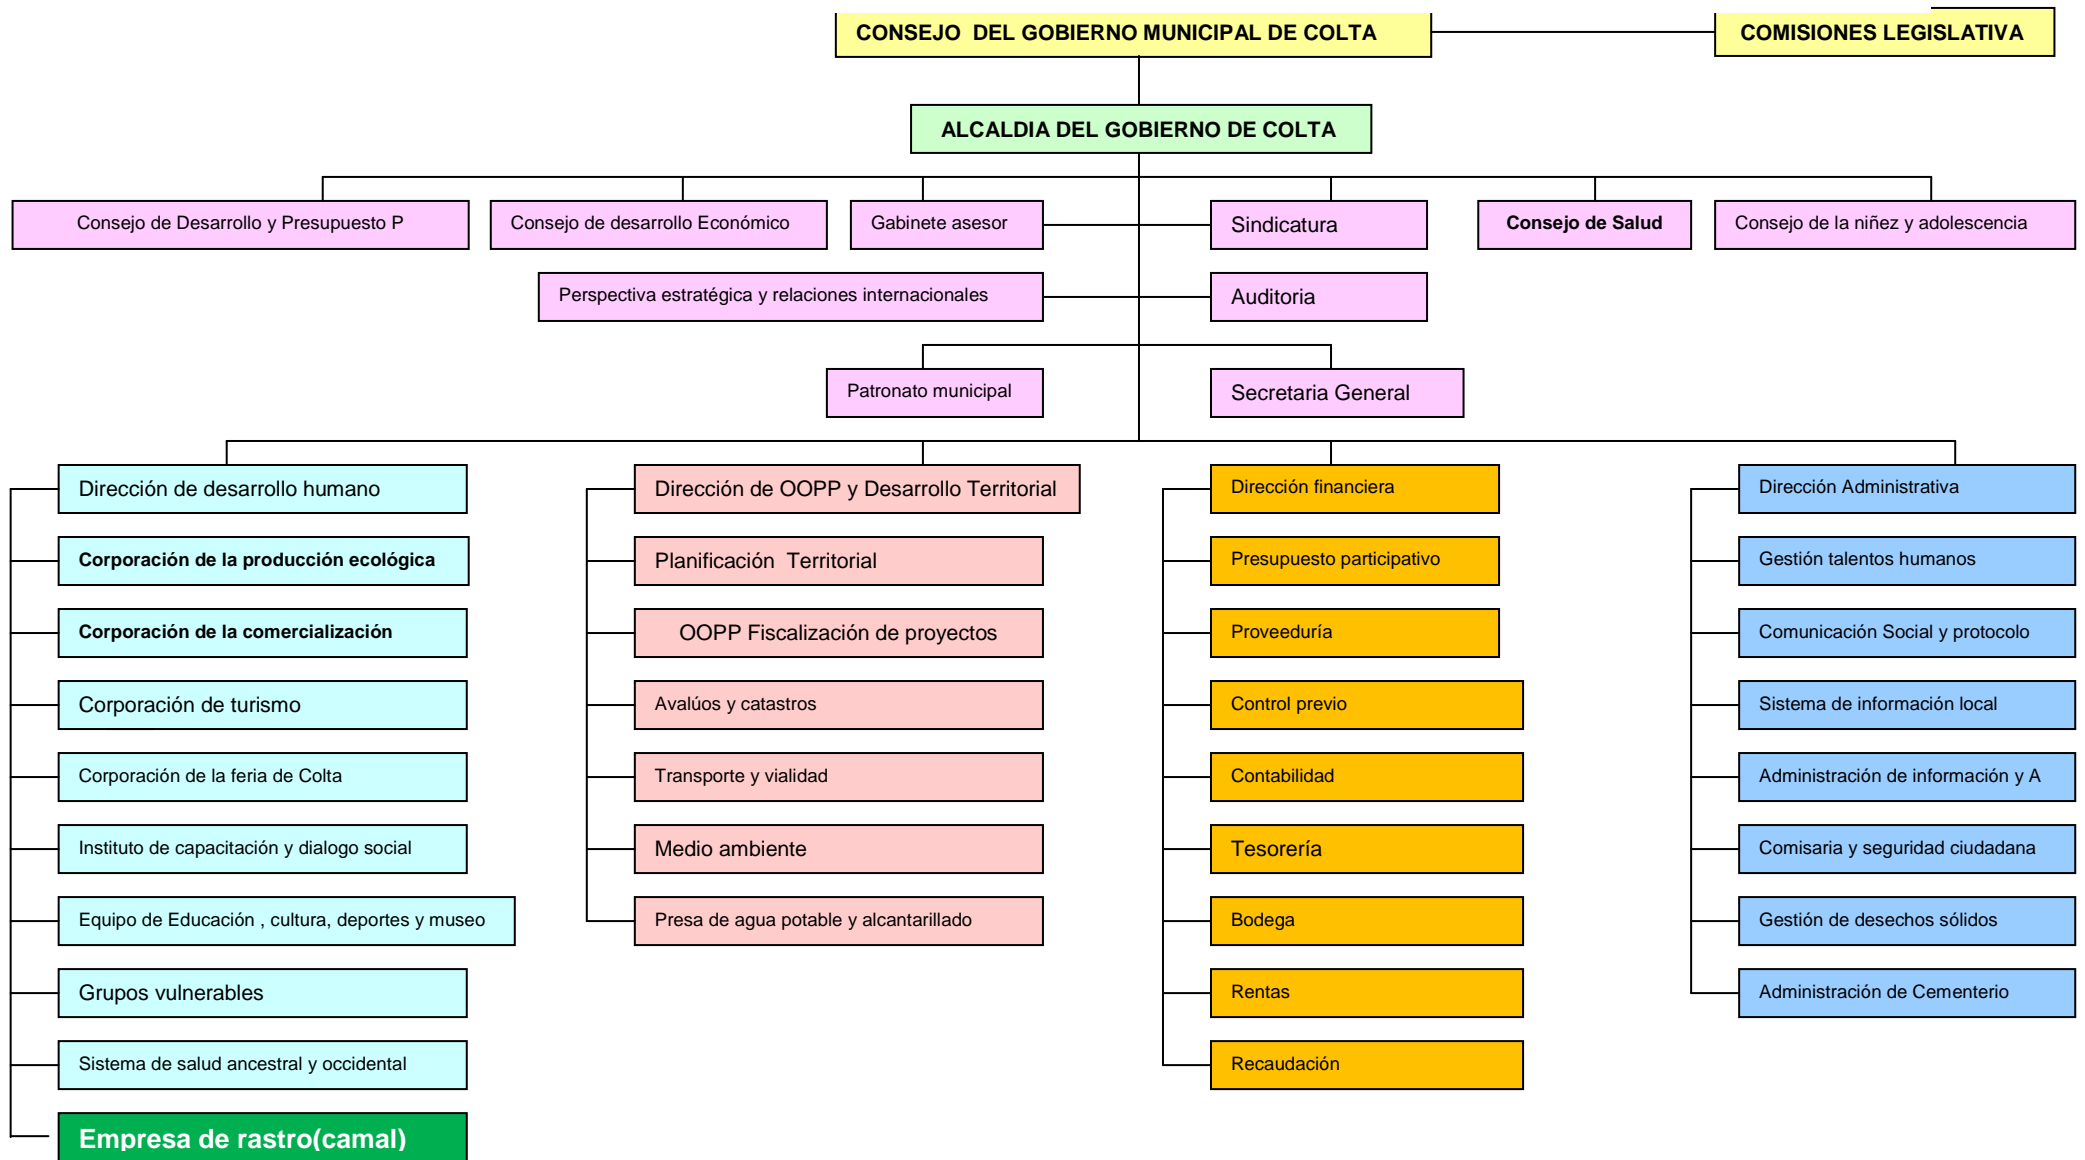 CONSEJO DEL GOBIERNO MUNICIPAL DE COLTA
COMISIONES LEGISLATIVA
ALCALDIA DEL GOBIERNO DE COLTA
Consejo de Desarrollo y Presupuesto P
Consejo de desarrollo Económico
Gabinete asesor
Sindicatura
Consejo de Salud
Consejo de la niñez y adolescencia
Perspectiva estratégica y relaciones internacionales
Auditoria
Patronato municipal
Secretaria General
Dirección de desarrollo humano
Corporación de la producción ecológica
Corporación de la comercialización
Corporación de turismo
Corporación de la feria de Colta
Instituto de capacitación y dialogo social
Equipo de Educación , cultura, deportes y museo
Grupos vulnerables
Sistema de salud ancestral y occidental
Empresa de rastro(camal)
Dirección de OOPP y Desarrollo Territorial
Planificación Territorial
OOPP Fiscalización de proyectos
Avalúos y catastros
Transporte y vialidad
Medio ambiente
Presa de agua potable y alcantarillado
Dirección financiera
Presupuesto participativo
Proveeduría
Control previo
Contabilidad
Tesorería
Bodega
Rentas
Recaudación
Dirección Administrativa
Gestión talentos humanos
Comunicación Social y protocolo
Sistema de información local
Administración de información y A
Comisaria y seguridad ciudadana
Gestión de desechos sólidos
Administración de Cementerio